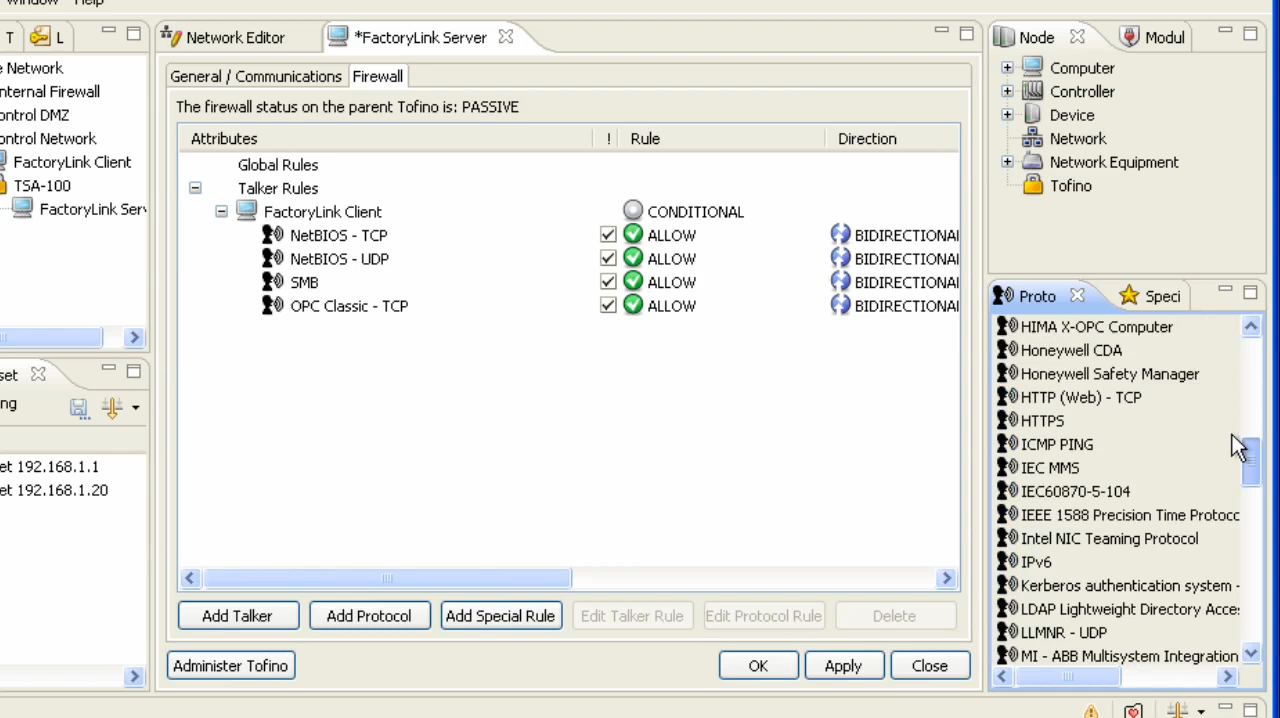 Window Help
T
L
Network Editor
*FactoryLink Server
Node
Modul
e Network
nternal Firewall
ontrol DMZ
ontrol Network
FactoryLink Client
TSA-100
FactoryLink Serv
General / Communications
Firewall
The firewall status on the parent Tofino is: PASSIVE
Attributes
!
Rule
Direction
Global Rules
Talker Rules
FactoryLink Client
CONDITIONAL
NetBIOS - TCP
ALLOW
BIDIRECTIONAL
NetBIOS - UDP
ALLOW
BIDIRECTIONAL
SMB
ALLOW
BIDIRECTIONAL
OPC Classic - TCP
ALLOW
BIDIRECTIONAL
Computer
Controller
Device
Network
Network Equipment
Tofino
Proto
Speci
HIMA X-OPC Computer
Honeywell CDA
Honeywell Safety Manager
HTTP (Web) - TCP
HTTPS
ICMP PING
IEC MMS
IEC60870-5-104
IEEE 1588 Precision Time Protoco
Intel NIC Teaming Protocol
IPv6
Kerberos authentication system -
LDAP Lightweight Directory Acces
LLMNR - UDP
MI - ABB Multisystem Integration
set
ng
et 192.168.1.1
et 192.168.1.20
Add Talker
Add Protocol
Add Special Rule
Edit Talker Rule
Edit Protocol Rule
Delete
Administer Tofino
OK
Apply
Close